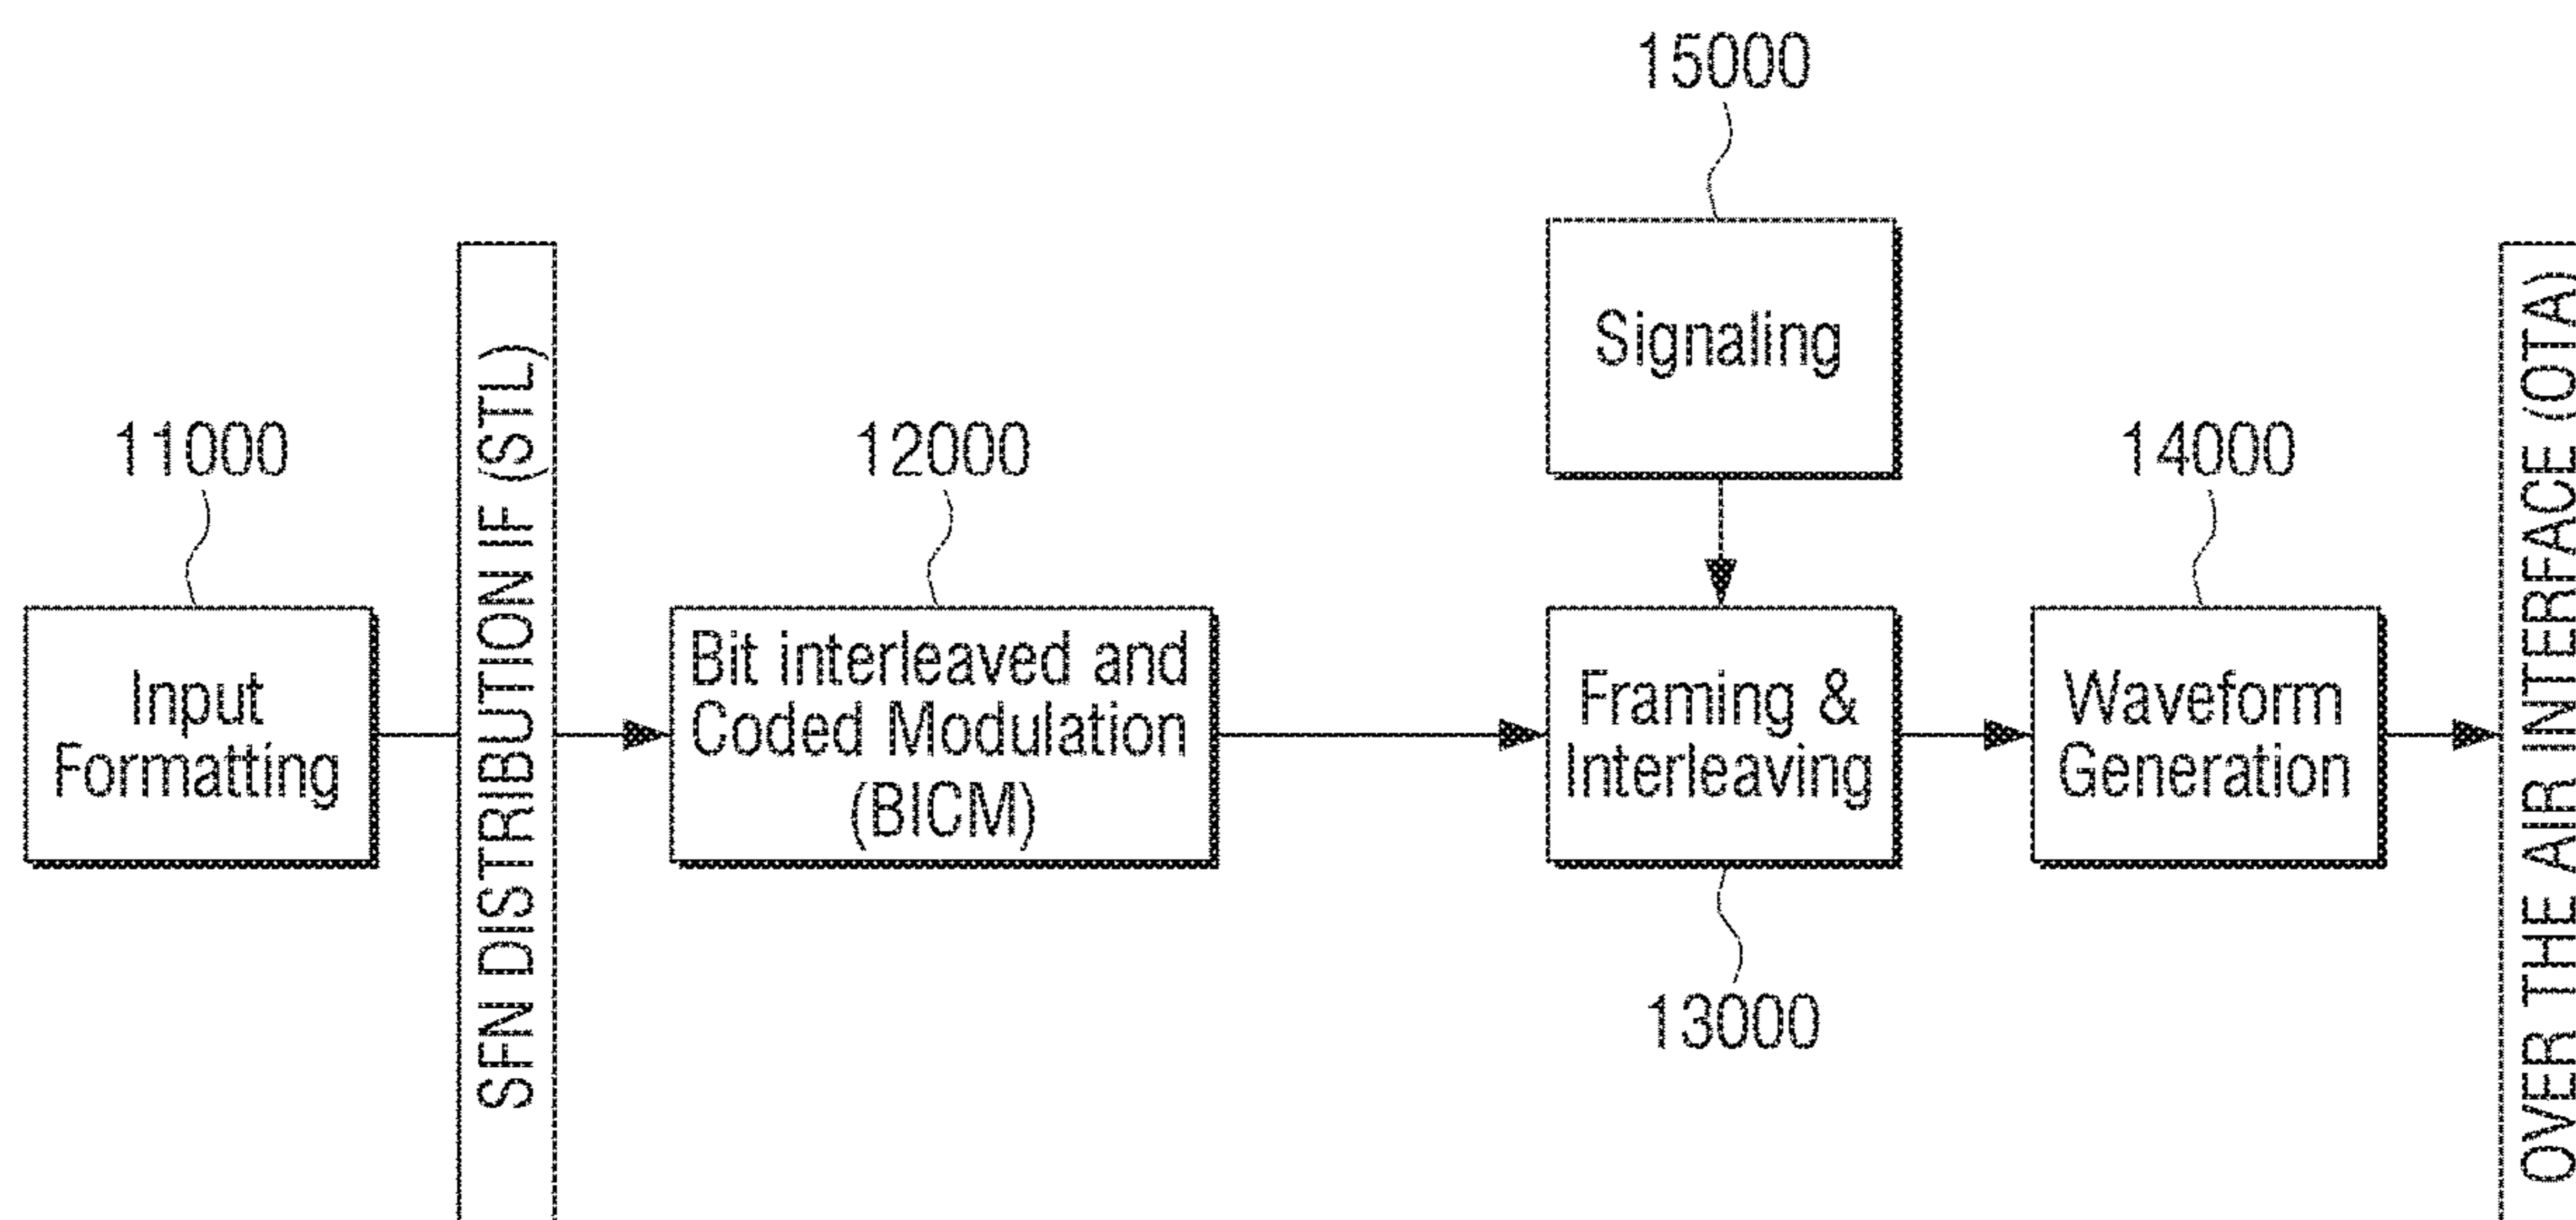 15000
Signaling
11000
Input
Formatting
SFN DISTRIBUTION IF (STL)
12000
Bit interleaved and
Coded Modulation
(BICM)
Framing &
Interleaving
13000
14000
Waveform
Generation
OVER THE AIR INTERFACE (OTA)